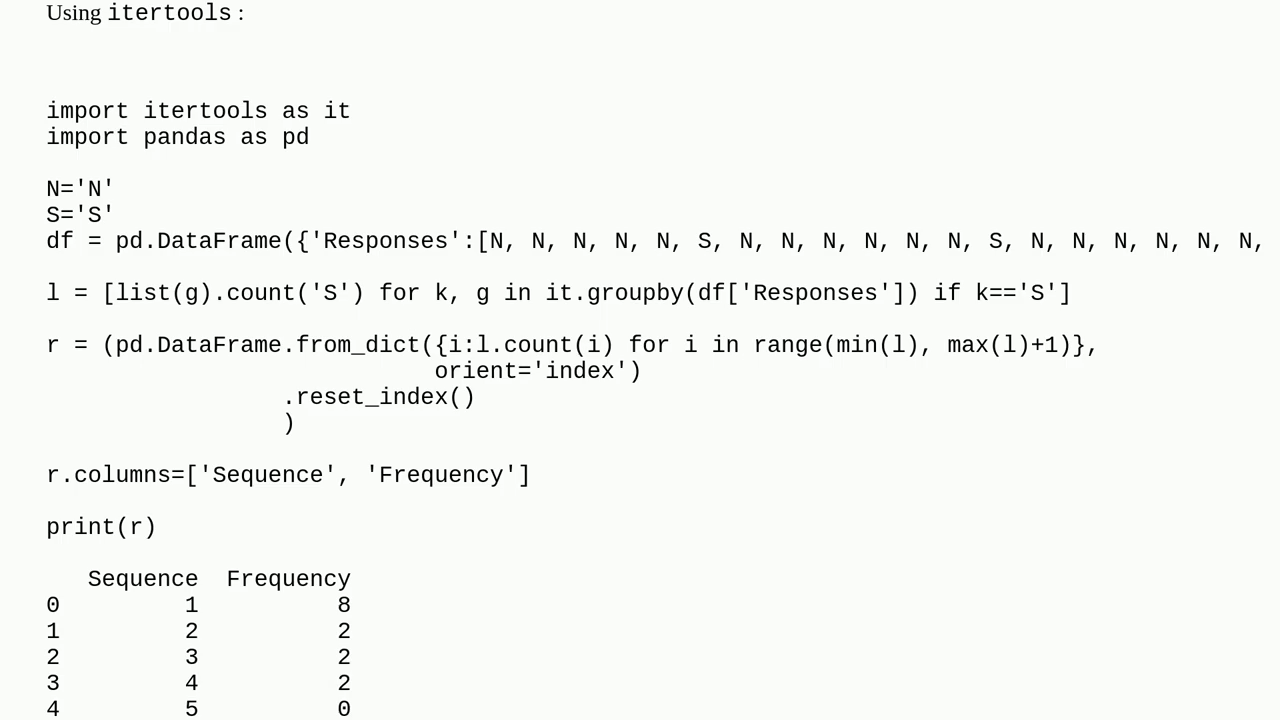 Using itertools :
import itertools as it
import pandas as pd
N='N'
S='S'
df = pd.DataFrame({'Responses':[N, N, N, N, N, S, N, N, N, N, N, N, S, N, N, N, N, N, N,
l = [list(g).count('S') for k, g in it.groupby(df['Responses']) if k=='S']
r = (pd.DataFrame.from_dict({i:l.count(i) for i in range(min(l), max(l)+1)},
                            orient='index')
                 .reset_index()
                 )
r.columns=['Sequence', 'Frequency']
print(r)
   Sequence  Frequency
0         1          8
1         2          2
2         3          2
3         4          2
4         5          0